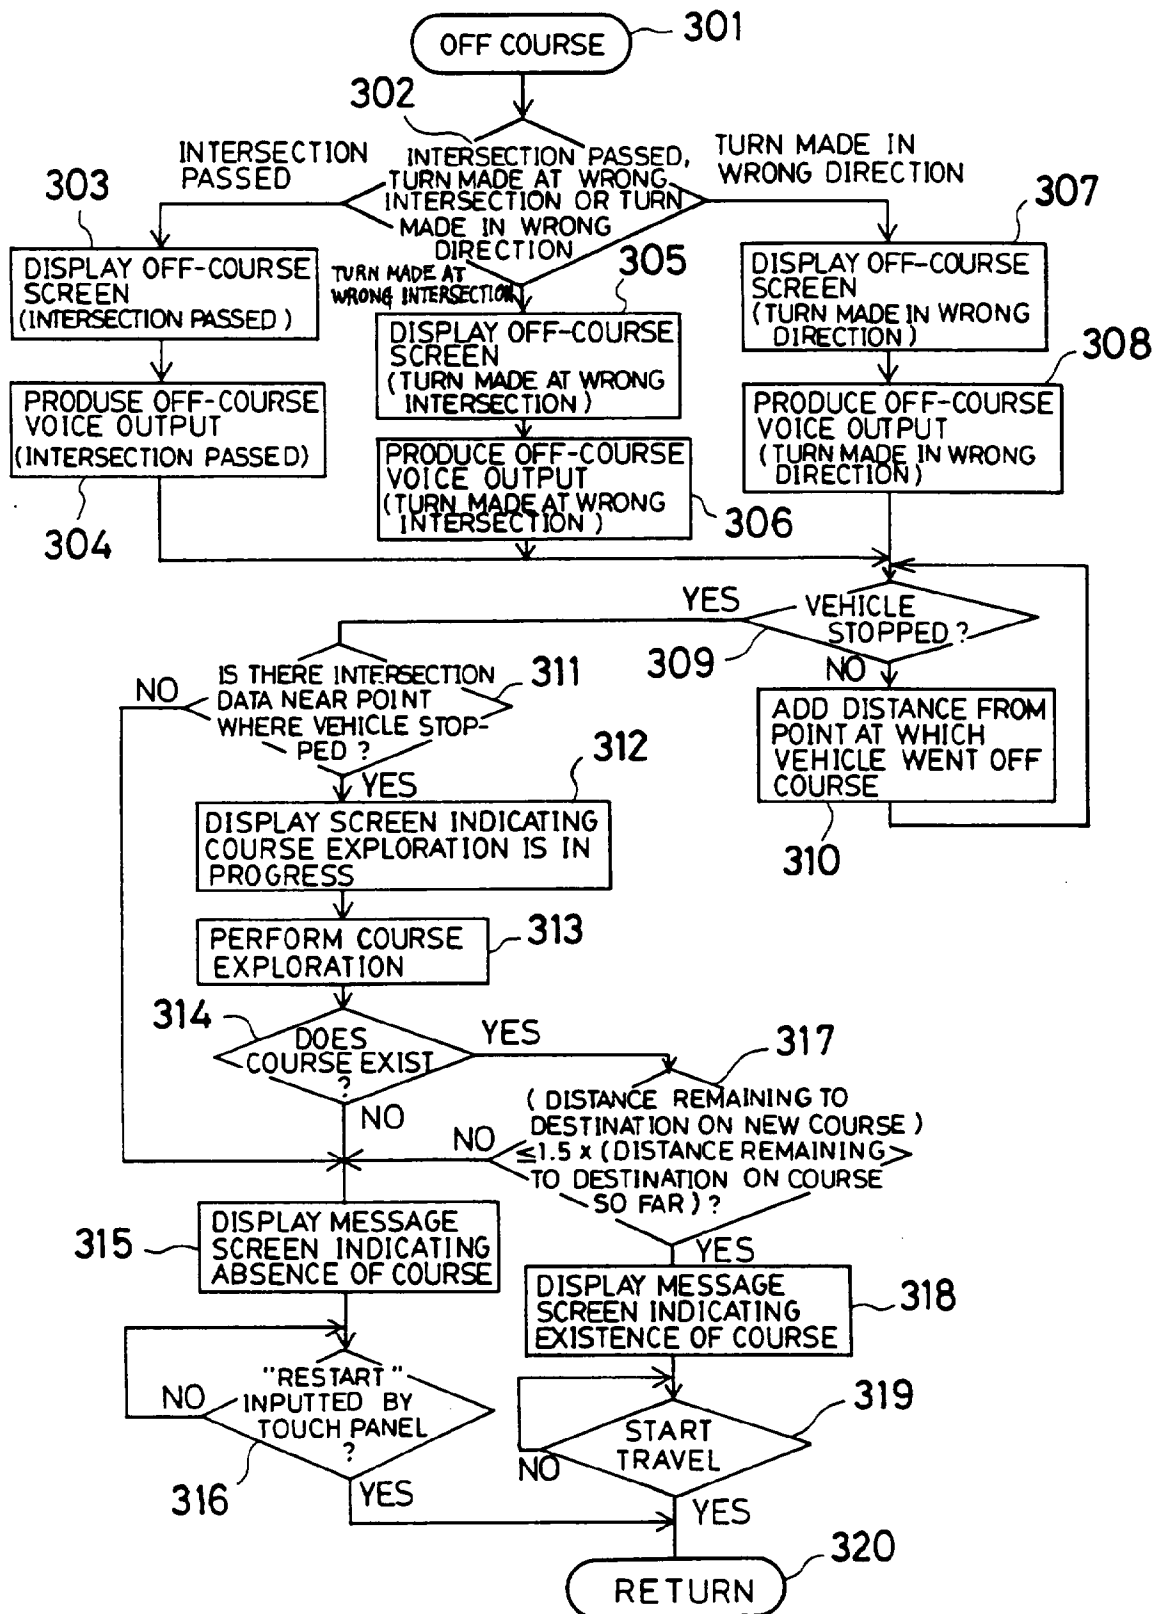 OFF COURSE
301
302
INTERSECTION
PASSED
INTERSECTION PASSED,
TURN MADE AT WRONG
INTERSECTION OR TURN
MADE IN WRONG
DIRECTION
TURN MADE IN
WRONG DIRECTION
303
DISPLAY OFF-COURSE
SCREEN
(INTERSECTION PASSED)
TURN MADE AT
WRONG INTERSECTION
305
DISPLAY OFF-COURSE
SCREEN
(TURN MADE AT WRONG
INTERSECTION)
307
DISPLAY OFF-COURSE
SCREEN
(TURN MADE IN WRONG
DIRECTION)
308
PRODUSE OFF-COURSE
VOICE OUTPUT
(INTERSECTION PASSED)
304
PRODUCE OFF-COURSE
VOICE OUTPUT
(TURN MADE AT WRONG
INTERSECTION)
306
PRODUCE OFF-COURSE
VOICE OUTPUT
(TURN MADE IN WRONG
DIRECTION)
YES
VEHICLE
STOPPED?
309
NO
ADD DISTANCE FROM
POINT AT WHICH
VEHICLE WENT OFF
COURSE
310
NO
IS THERE INTERSECTION
DATA NEAR POINT
WHERE VEHICLE STOP-
PED?
311
YES
312
DISPLAY SCREEN INDICATING
COURSE EXPLORATION IS IN
PROGRESS
PERFORM COURSE
EXPLORATION
313
314
DOES
COURSE EXIST
?
YES
NO
317
(DISTANCE REMAINING TO
DESTINATION ON NEW COURSE)
≤1.5 x (DISTANCE REMAINING
TO DESTINATION ON COURSE
SO FAR)?
NO
YES
315
DISPLAY MESSAGE
SCREEN INDICATING
ABSENCE OF COURSE
DISPLAY MESSAGE
SCREEN INDICATING
EXISTENCE OF COURSE
318
"RESTART"
INPUTTED BY
TOUCH PANEL
?
NO
316
YES
START
TRAVEL
319
NO
YES
RETURN
320